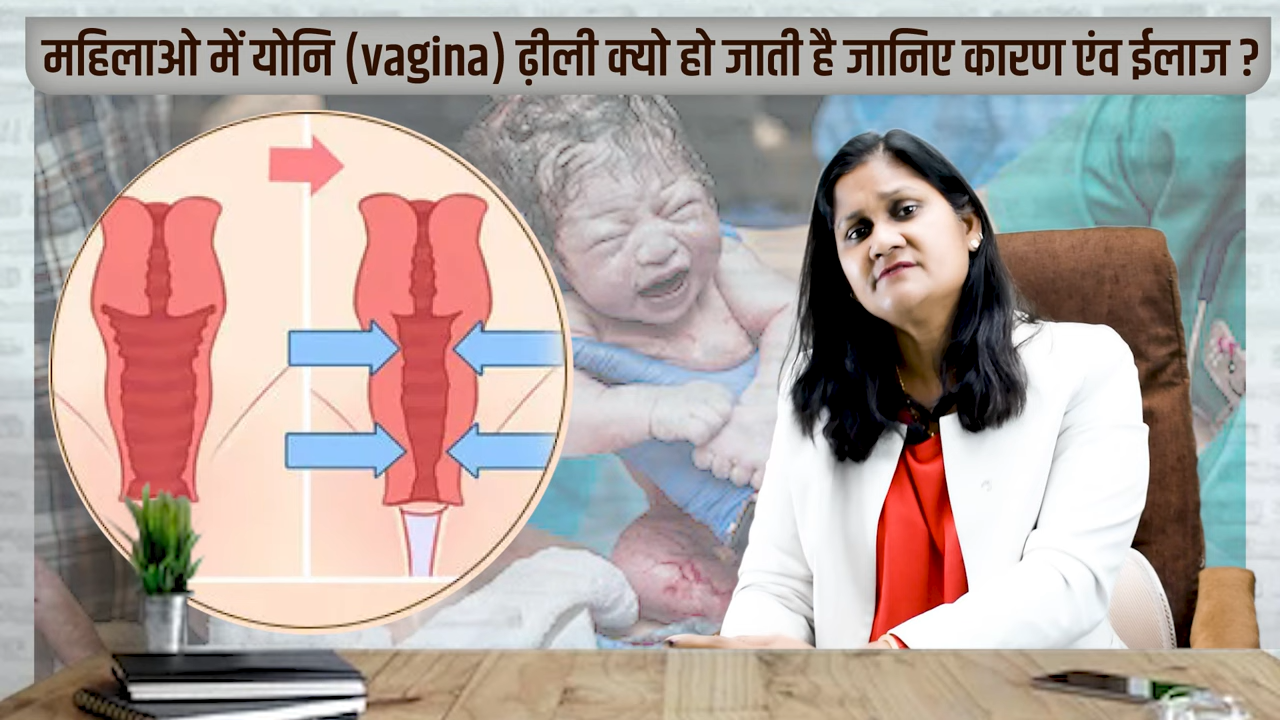 महिलाओ में योनि (vagina) ढ़ीली क्यो हो जाती है जानिए कारण एंव ईलाज ?